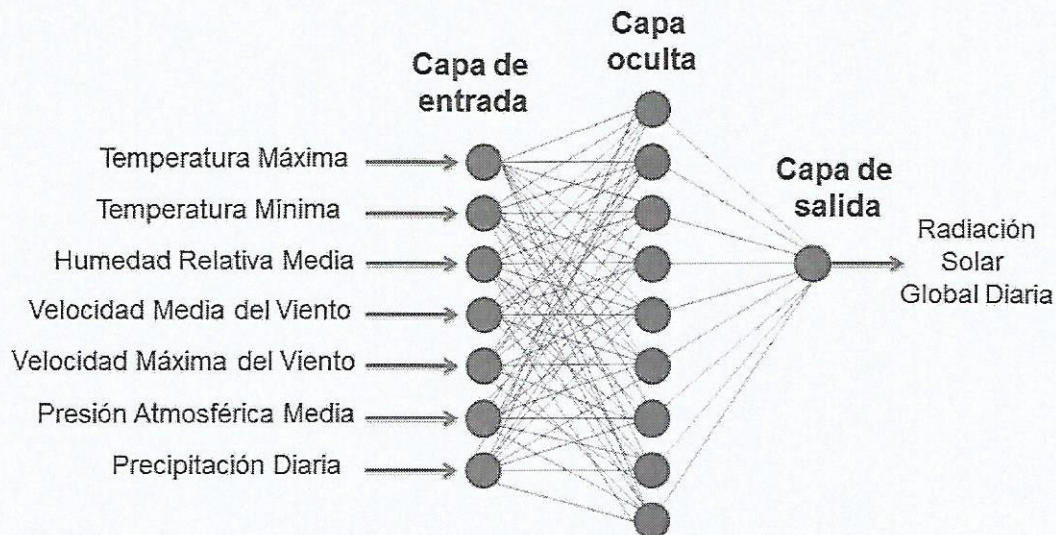 Capa
oculta
Capa de
entrada
Temperatura Máxima
Temperatura Mínima
Humedad Relativa Media
Velocidad Media del Viento
Velocidad Máxima del Viento
Presión Atmosférica Media
Precipitación Diaria
Capa de
salida
Radiación
Solar
Global Diaria